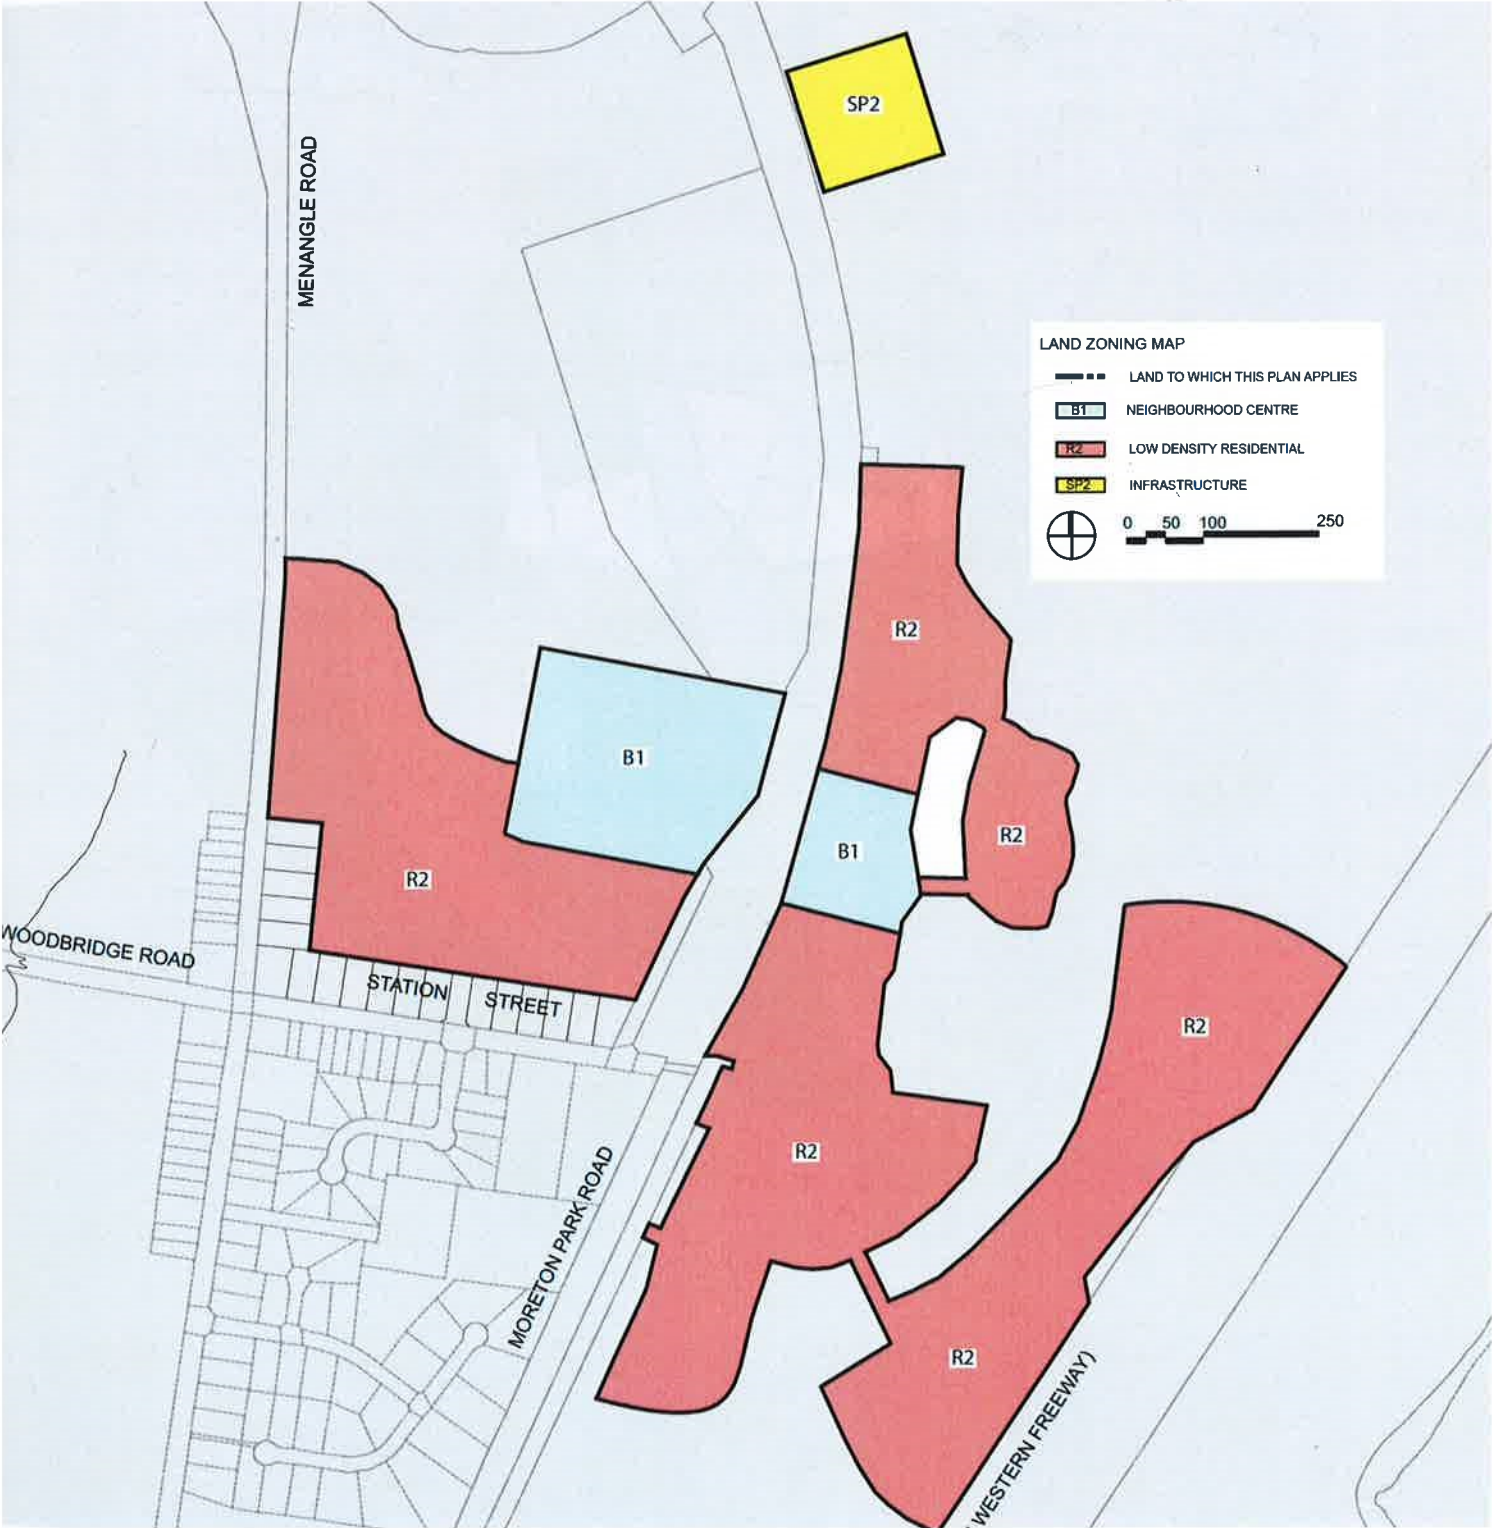 SP2
MENANGLE ROAD
LAND ZONING MAP
LAND TO WHICH THIS PLAN APPLIES
B1 NEIGHBOURHOOD CENTRE
R2 LOW DENSITY RESIDENTIAL
SP2 INFRASTRUCTURE
0 50 100 250
R2
B1
R2
B1
R2
WOODBRIDGE ROAD
STATION STREET
R2
R2
MORETON PARK ROAD
R2
WESTERN FREEWAY)